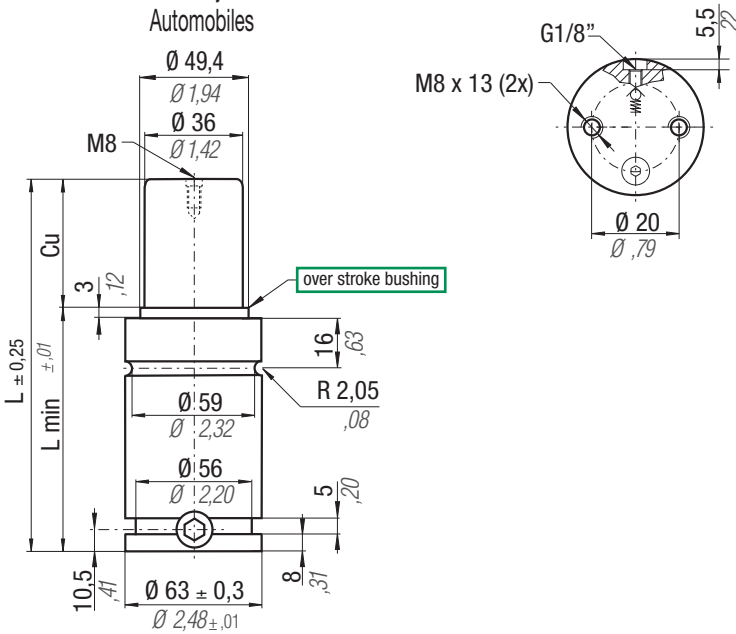 Automobiles
Ø 49,4
Ø 1,94
Ø 36
Ø 1,42
M8
Cu
3
,12
over stroke bushing
L ± 0,25
± ,01
L min
16
,63
R 2,05
,08
Ø 59
Ø 2,32
Ø 56
Ø 2,20
5
,20
10,5
,41
8
,31
Ø 63 ± 0,3
Ø 2,48 ± ,01
G1/8”
5,5
,22
M8 x 13 (2x)
Ø 20
Ø ,79